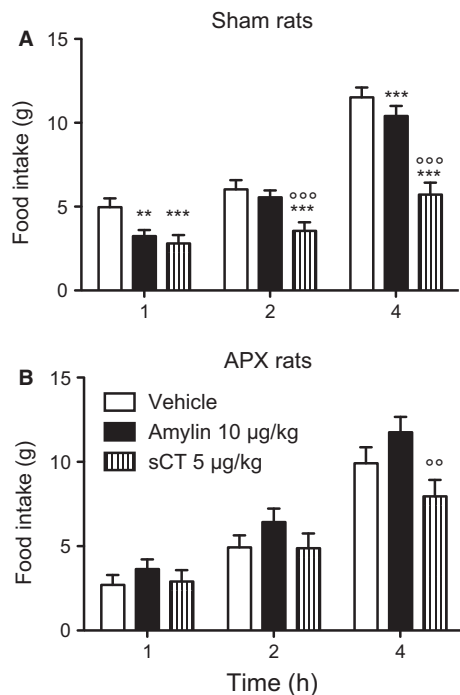 A
Sham rats
Food intake (g)
15
10
5
0
** ***
°°°
***
***
°°°
***
1 2 4
B
APX rats
Food intake (g)
15
10
5
0
Vehicle
Amylin 10 µg/kg
sCT 5 µg/kg
°°
1 2 4
Time (h)